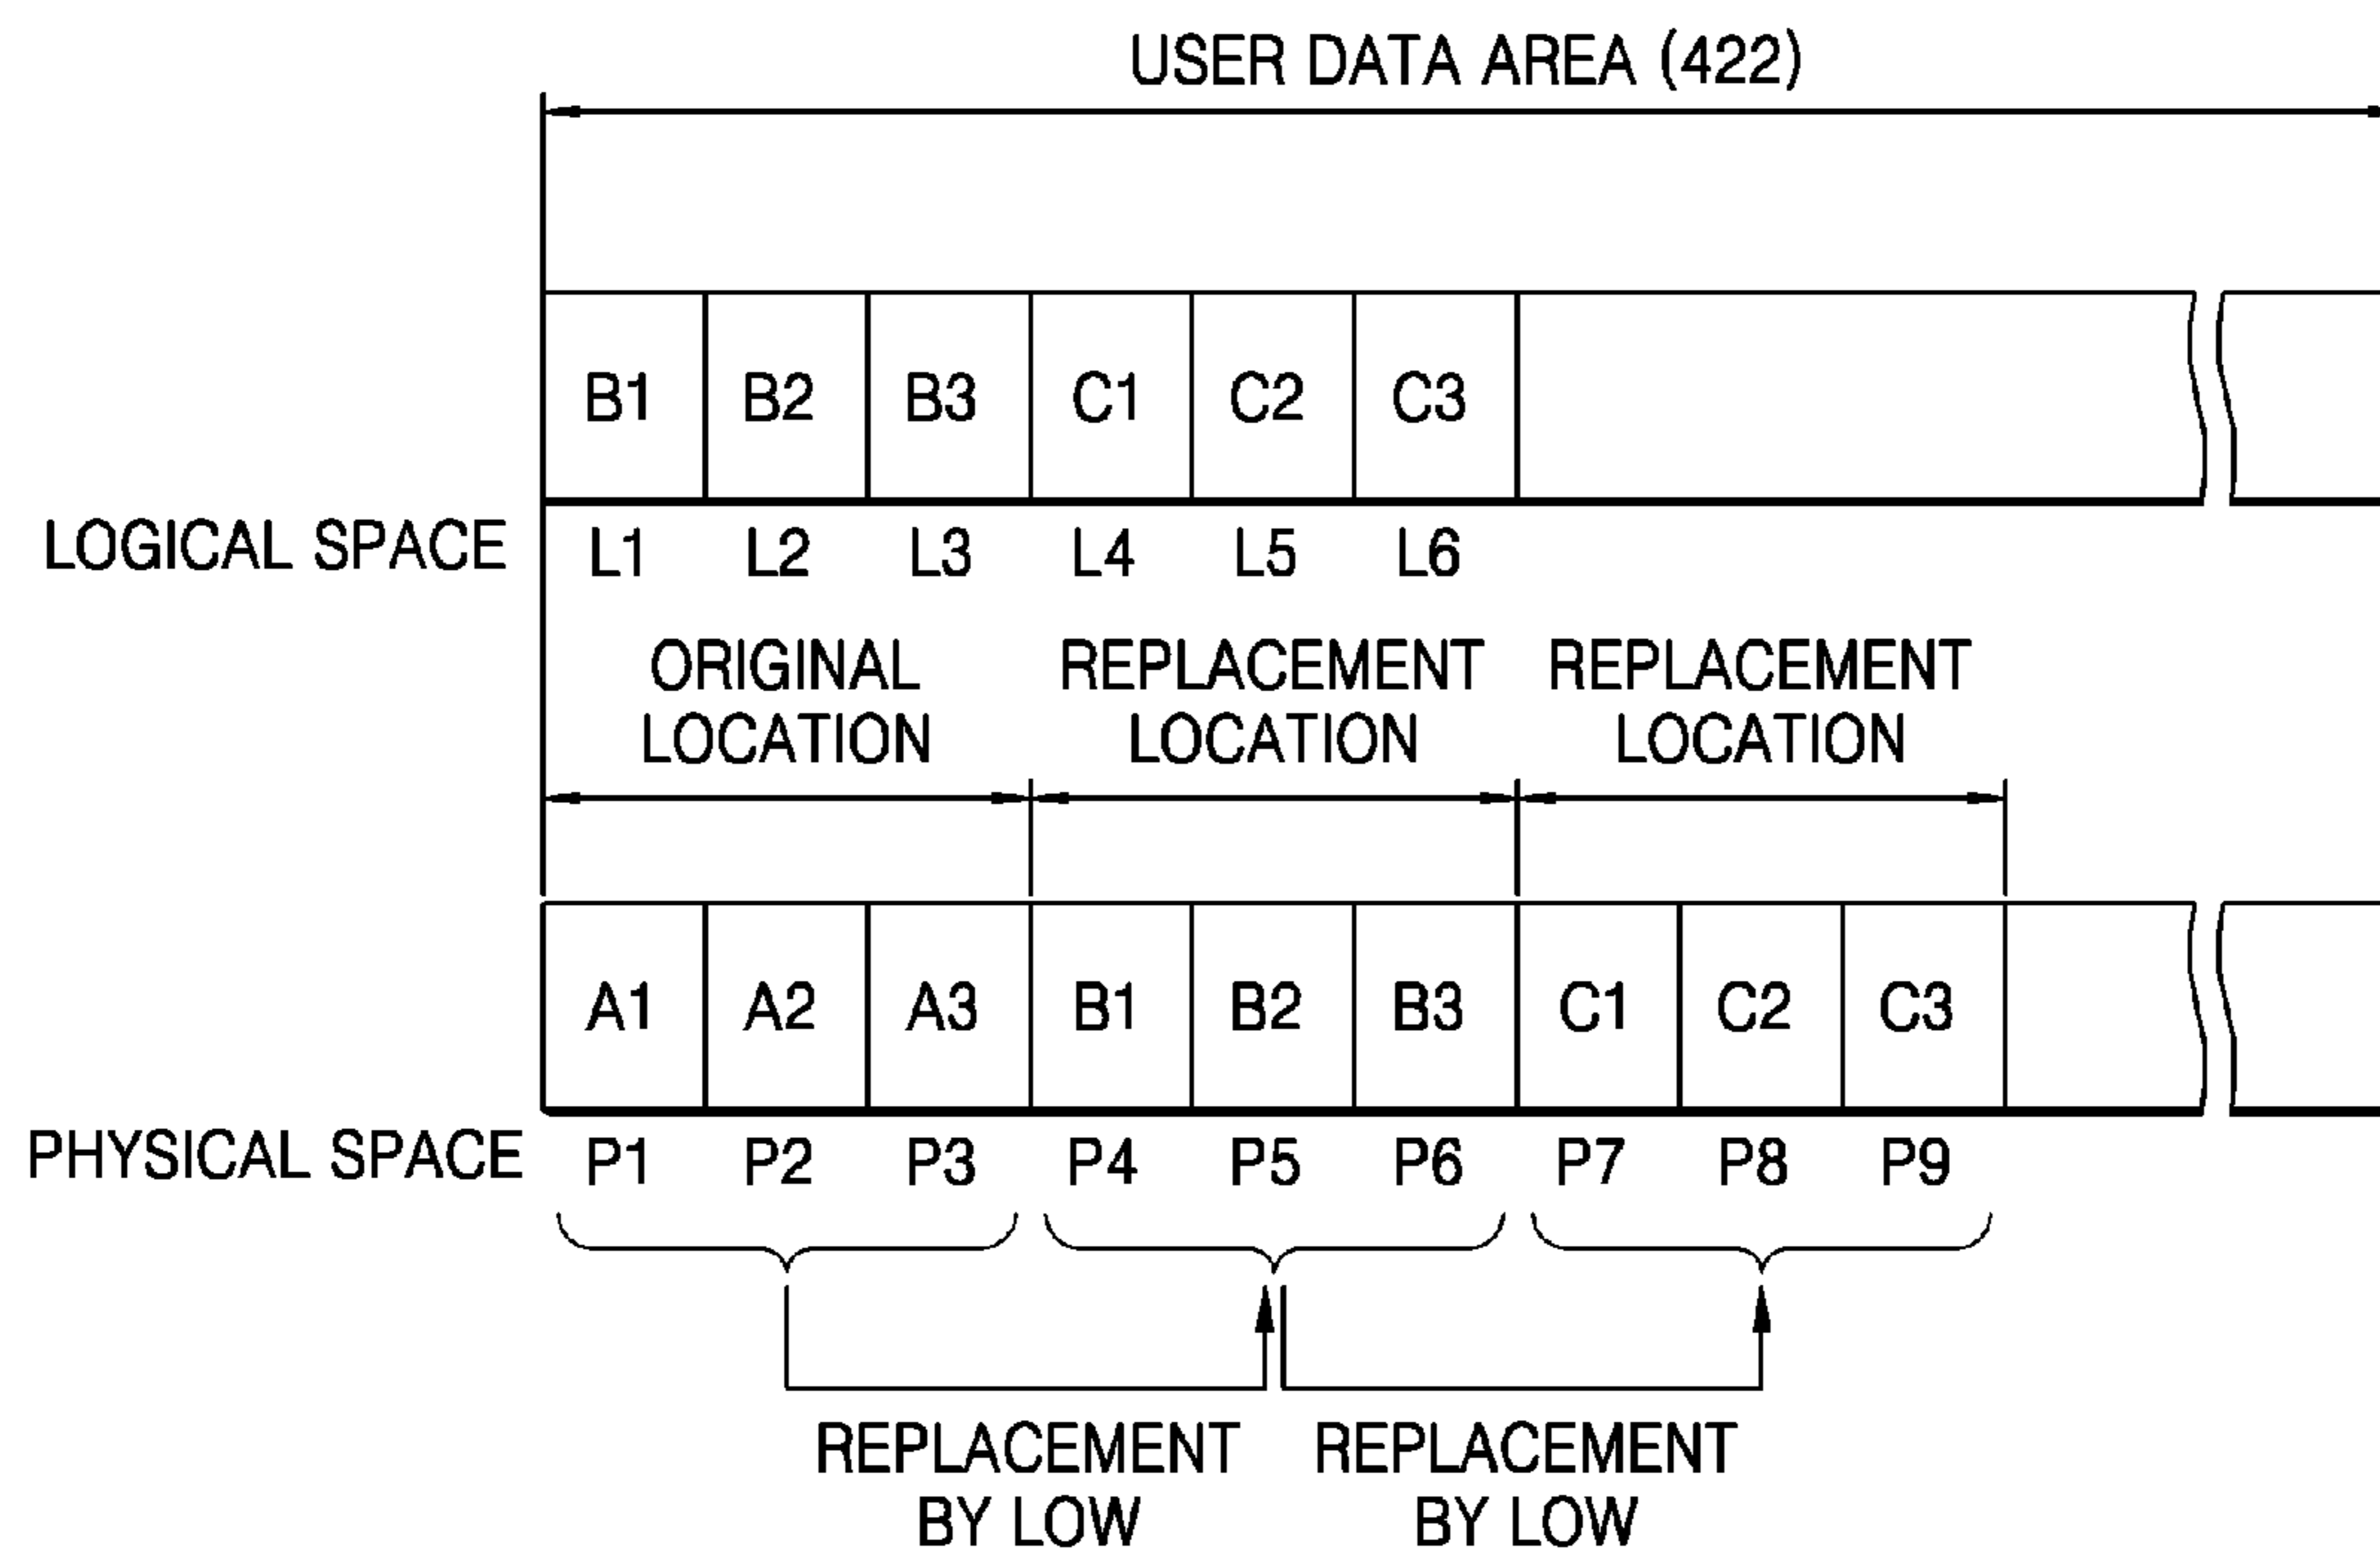 USER DATA AREA (422)
B1 B2 B3 C1 C2 C3
LOGICAL SPACE L1 L2 L3 L4 L5 L6
ORIGINAL REPLACEMENT REPLACEMENT
LOCATION LOCATION LOCATION
A1 A2 A3 B1 B2 B3 C1 C2 C3
PHYSICAL SPACE P1 P2 P3 P4 P5 P6 P7 P8 P9
REPLACEMENT REPLACEMENT
BY LOW BY LOW